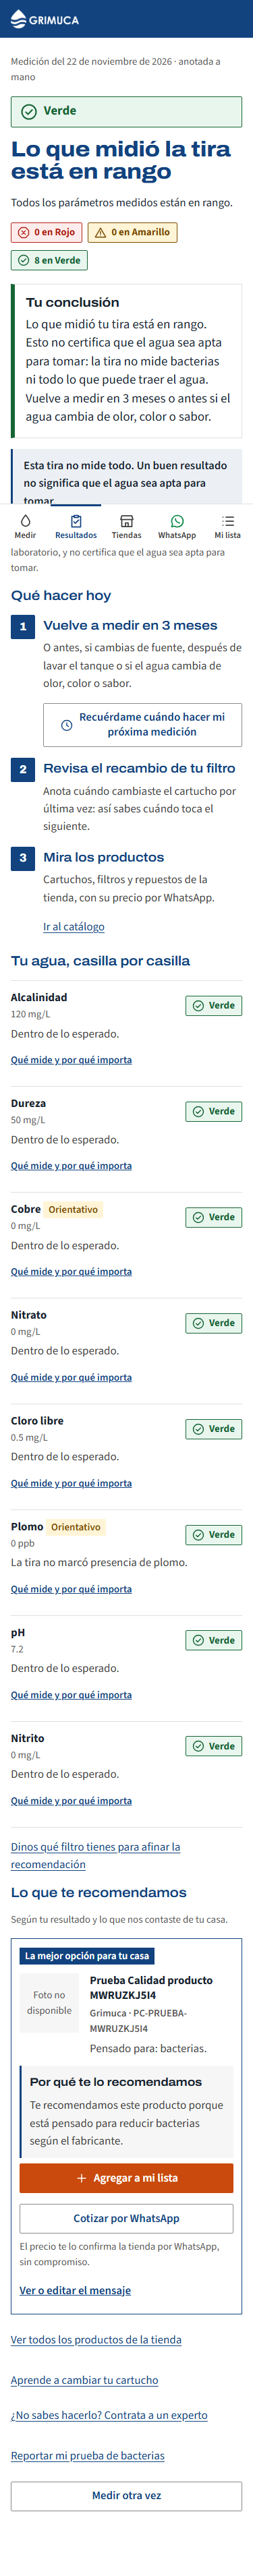 GRIMUCA
Medición del 22 de noviembre de 2026 · anotada a
mano
Verde
Lo que midió la tira
está en rango
Todos los parámetros medidos están en rango.
0 en Rojo
0 en Amarillo
8 en Verde
Tu conclusión
Lo que midió tu tira está en rango.
Esto no certifica que el agua sea apta
para tomar: la tira no mide bacterias
ni todo lo que puede traer el agua.
Vuelve a medir en 3 meses o antes si el
agua cambia de olor, color o sabor.
Esta tira no mide todo. Un buen resultado
no significa que el agua sea apta para
tomar.
Medir
Resultados
Tiendas
WhatsApp
Mi lista
laboratorio, y no certifica que el agua sea apta para
tomar.
Qué hacer hoy
1
Vuelve a medir en 3 meses
O antes, si cambias de fuente, después de
lavar el tanque o si el agua cambia de
olor, color o sabor.
Recuérdame cuándo hacer mi
próxima medición
2
Revisa el recambio de tu filtro
Anota cuándo cambiaste el cartucho por
última vez: así sabes cuándo toca el
siguiente.
3
Mira los productos
Cartuchos, filtros y repuestos de la
tienda, con su precio por WhatsApp.
Ir al catálogo
Tu agua, casilla por casilla
Alcalinidad
Verde
120 mg/L
Dentro de lo esperado.
Qué mide y por qué importa
Dureza
Verde
50 mg/L
Dentro de lo esperado.
Qué mide y por qué importa
Cobre Orientativo
Verde
0 mg/L
Dentro de lo esperado.
Qué mide y por qué importa
Nitrato
Verde
0 mg/L
Dentro de lo esperado.
Qué mide y por qué importa
Cloro libre
Verde
0.5 mg/L
Dentro de lo esperado.
Qué mide y por qué importa
Plomo Orientativo
Verde
0 ppb
La tira no marcó presencia de plomo.
Qué mide y por qué importa
pH
Verde
7.2
Dentro de lo esperado.
Qué mide y por qué importa
Nitrito
Verde
0 mg/L
Dentro de lo esperado.
Qué mide y por qué importa
Dinos qué filtro tienes para afinar la
recomendación
Lo que te recomendamos
Según tu resultado y lo que nos contaste de tu casa.
La mejor opción para tu casa
Foto no
disponible
Prueba Calidad producto
MWRUZKJ5I4
Grimuca · PC-PRUEBA-
MWRUZKJ5I4
Pensado para: bacterias.
Por qué te lo recomendamos
Te recomendamos este producto porque
está pensado para reducir bacterias
según el fabricante.
Agregar a mi lista
Cotizar por WhatsApp
El precio te lo confirma la tienda por WhatsApp,
sin compromiso.
Ver o editar el mensaje
Ver todos los productos de la tienda
Aprende a cambiar tu cartucho
¿No sabes hacerlo? Contrata a un experto
Reportar mi prueba de bacterias
Medir otra vez